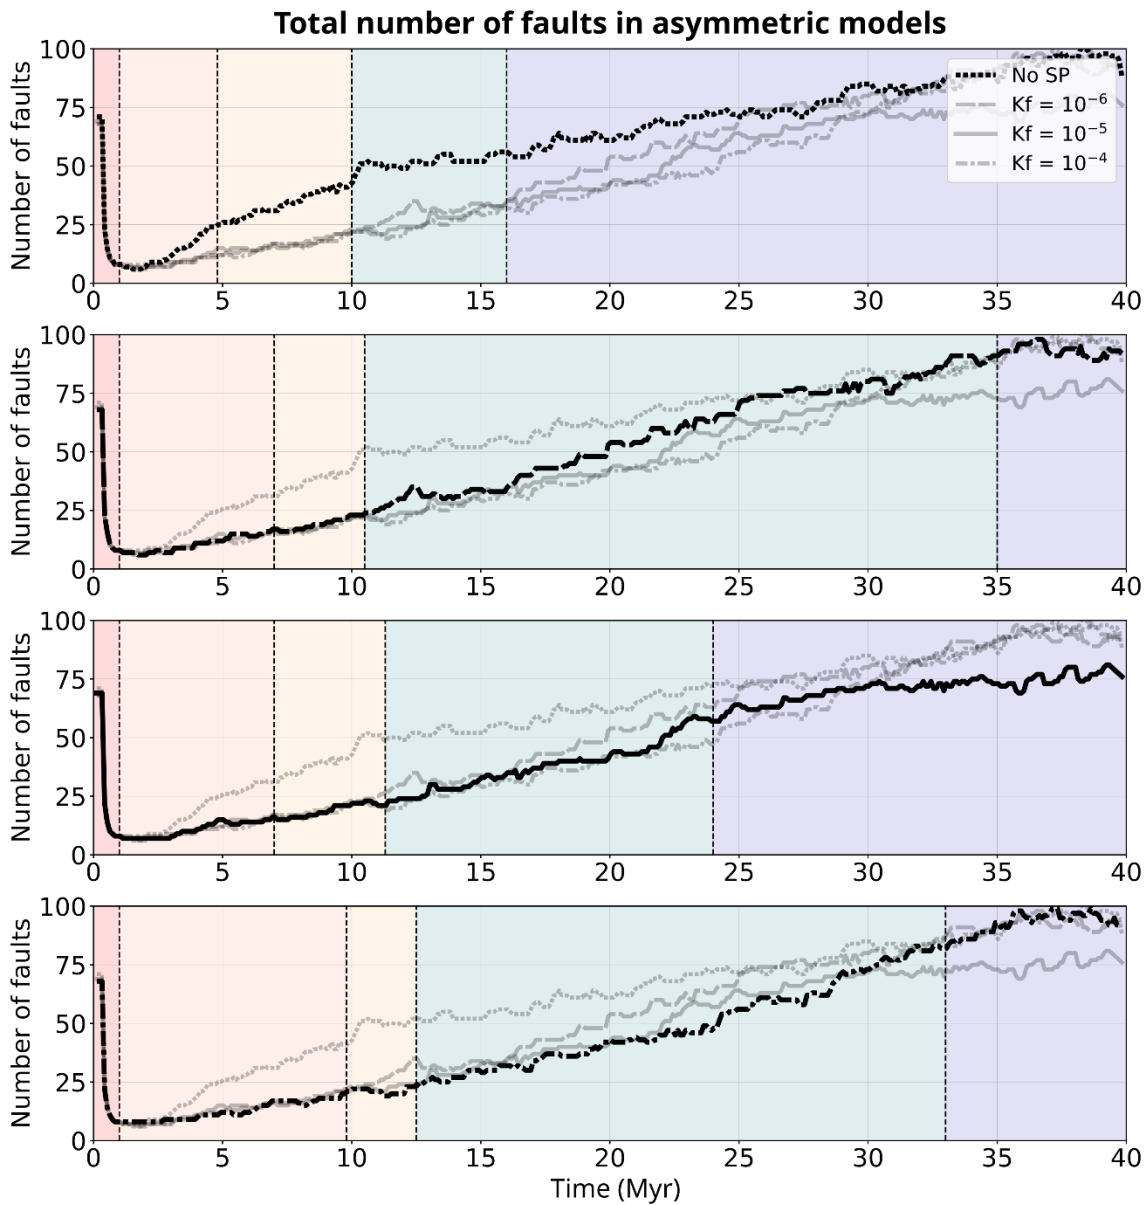 Total number of faults in asymmetric models
Number of faults
100
75
50
25
0
No SP
Kf = 10⁻⁶
Kf = 10⁻⁵
Kf = 10⁻⁴
0 5 10 15 20 25 30 35 40
Number of faults
100
75
50
25
0
0 5 10 15 20 25 30 35 40
Number of faults
100
75
50
25
0
0 5 10 15 20 25 30 35 40
Number of faults
100
75
50
25
0
0 5 10 15 20 25 30 35 40
Time (Myr)